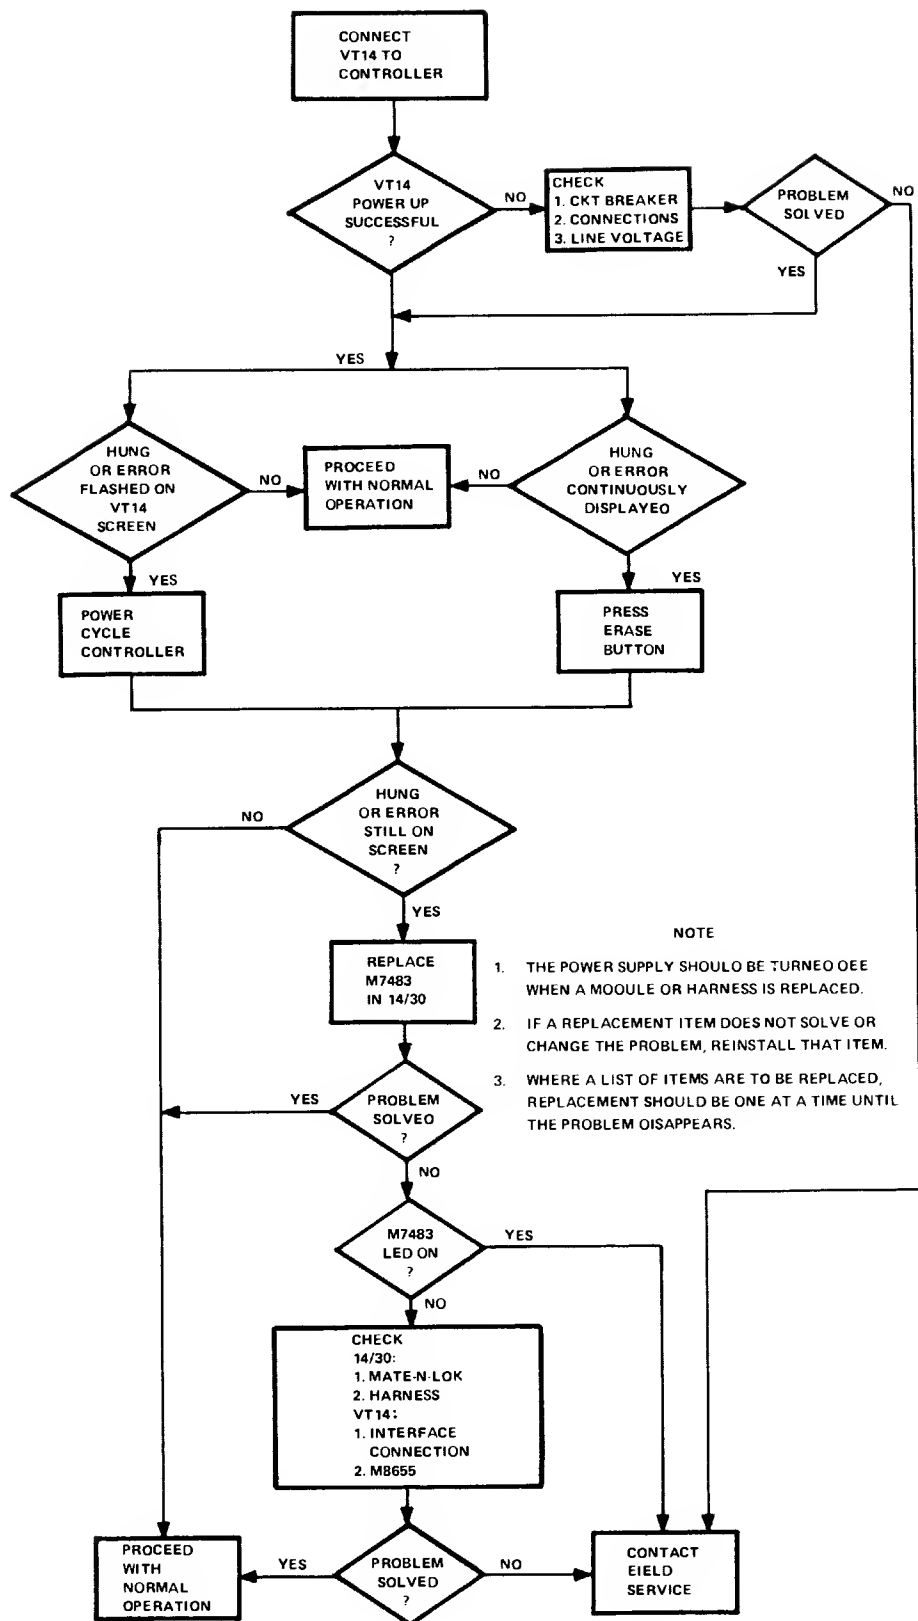 CONNECT
VT14 TO
CONTROLLER
VT14
POWER UP
SUCCESSFUL
?
NO
CHECK
1. CKT BREAKER
2. CONNECTIONS
3. LINE VOLTAGE
PROBLEM
SOLVED
NO
YES
YES
HUNG
OR ERROR
FLASHED ON
VT14
SCREEN
NO
PROCEED
WITH NORMAL
OPERATION
NO
HUNG
OR ERROR
CONTINUOUSLY
DISPLAYEO
YES
POWER
CYCLE
CONTROLLER
YES
PRESS
ERASE
BUTTON
HUNG
OR ERROR
STILL ON
SCREEN
?
NO
YES
REPLACE
M7483
IN 14/30
NOTE
1. THE POWER SUPPLY SHOULD BE TURNEO OEE
WHEN A MOOULE OR HARNESS IS REPLACED.
2. IF A REPLACEMENT ITEM DOES NOT SOLVE OR
CHANGE THE PROBLEM, REINSTALL THAT ITEM.
3. WHERE A LIST OF ITEMS ARE TO BE REPLACED,
REPLACEMENT SHOULD BE ONE AT A TIME UNTIL
THE PROBLEM OISAPPEARS.
YES
PROBLEM
SOLVEO
?
NO
M7483
LED ON
?
YES
NO
CHECK
14/30:
1. MATE-N-LOK
2. HARNESS
VT14:
1. INTERFACE
CONNECTION
2. M8655
PROCEED
WITH
NORMAL
OPERATION
YES
PROBLEM
SOLVED
?
NO
CONTACT
EIELD
SERVICE